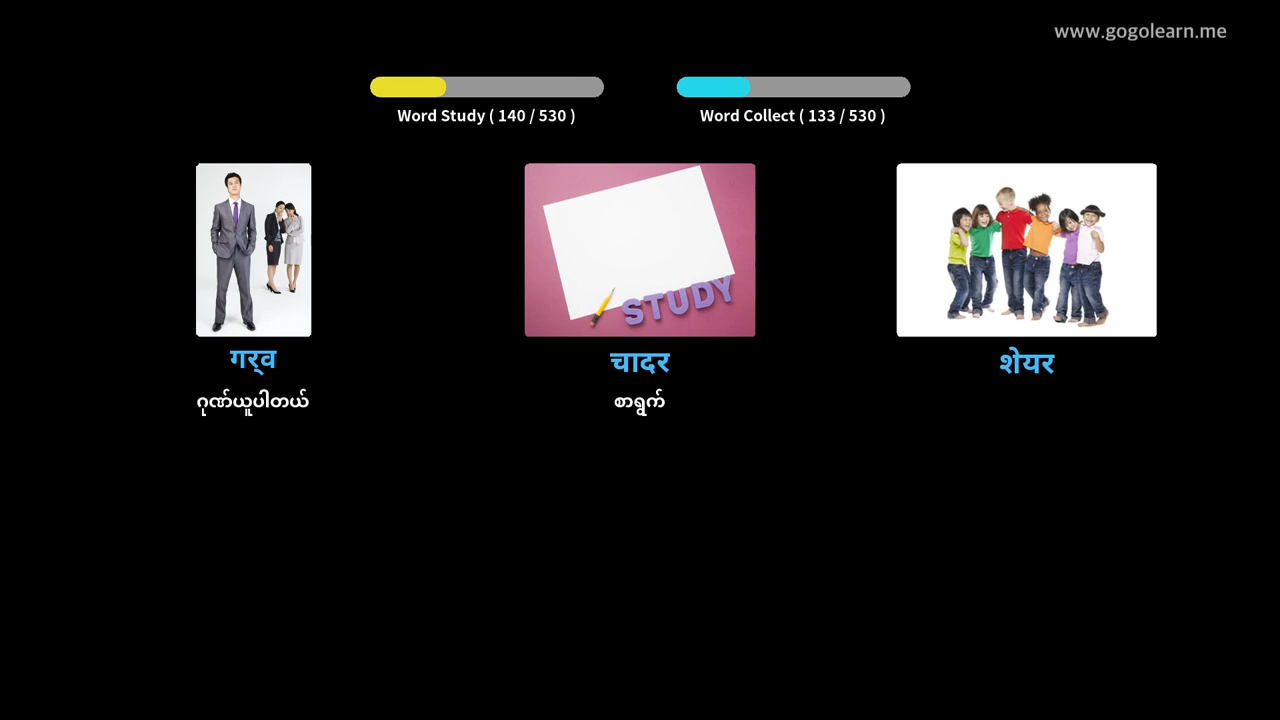 www.gogolearn.me
Word Study ( 140 / 530 )
Word Collect ( 133 / 530 )
STUDY
गर्‍व
चादर
शेयर
ဂုဏ်ယူပါတယ်
စာရွက်